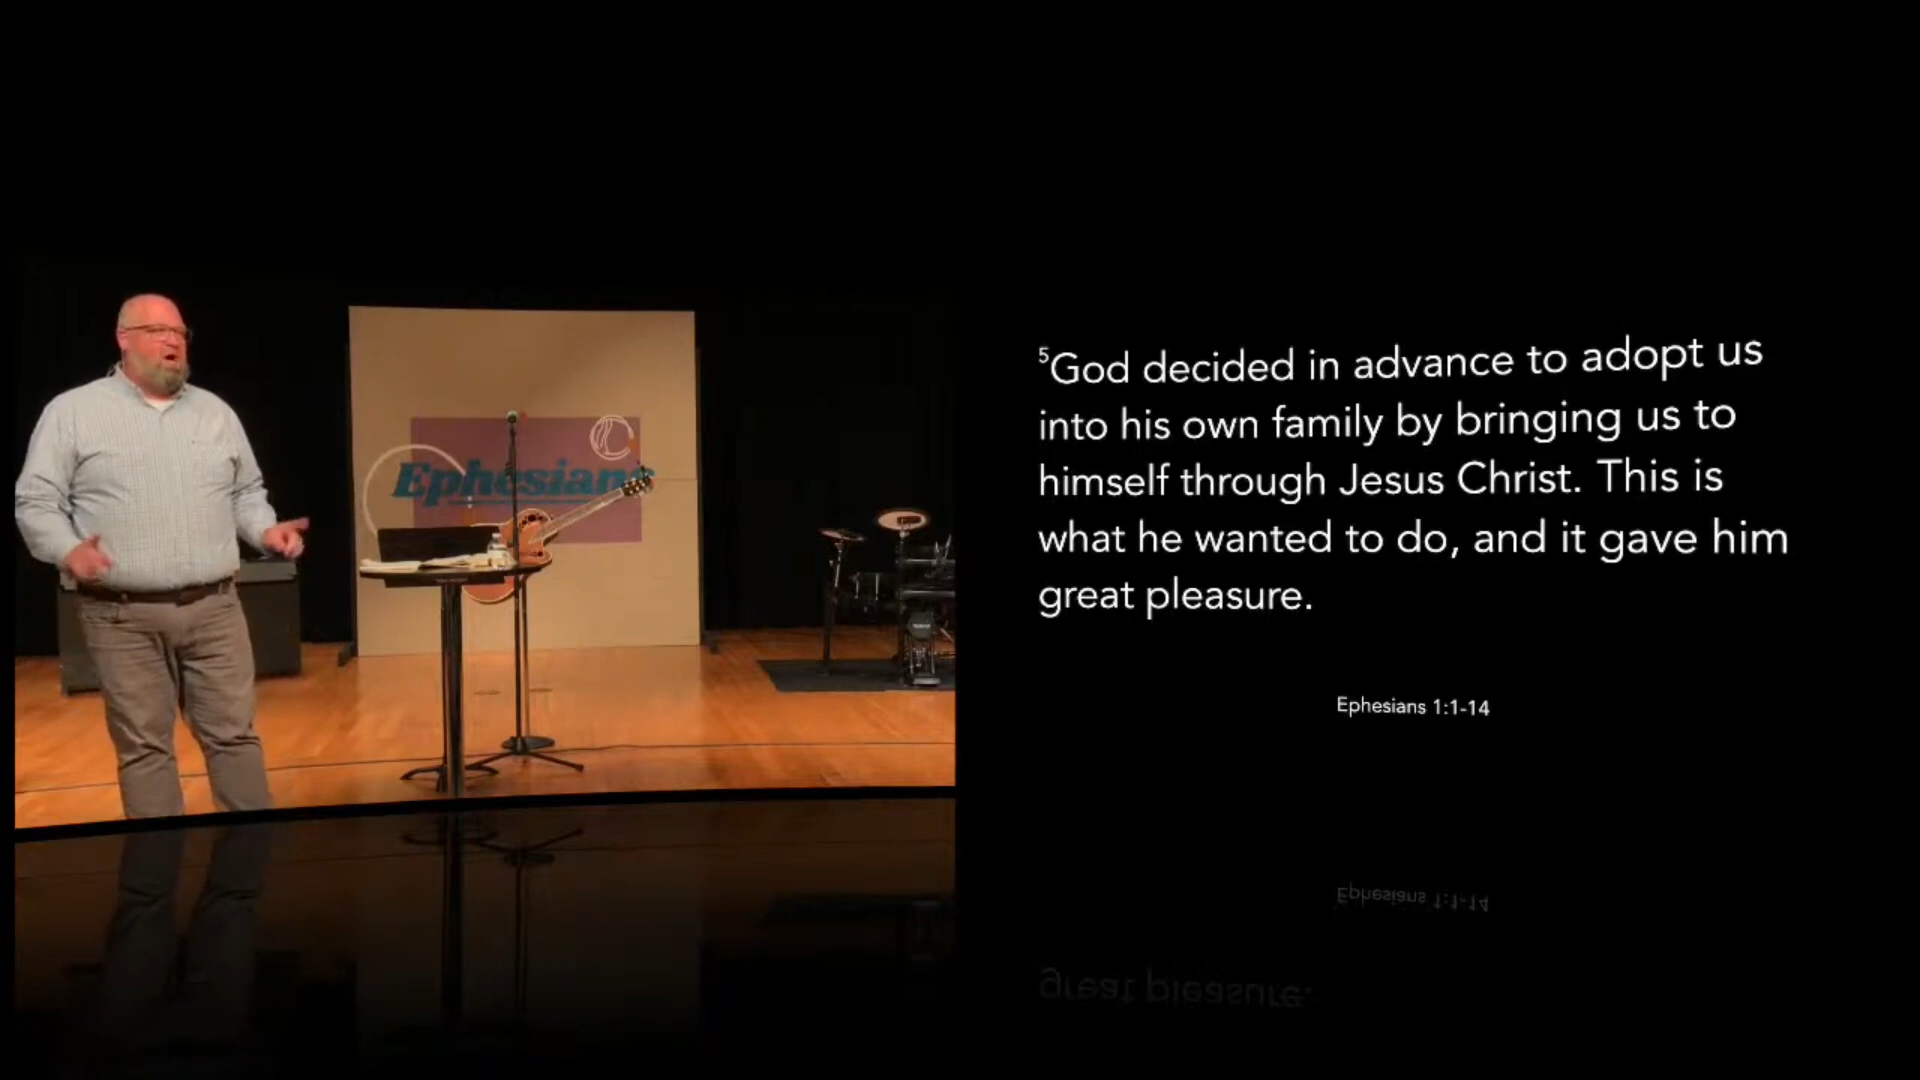 Ephesians
⁵God decided in advance to adopt us
into his own family by bringing us to
himself through Jesus Christ. This is
what he wanted to do, and it gave him
great pleasure.
Ephesians 1:1-14